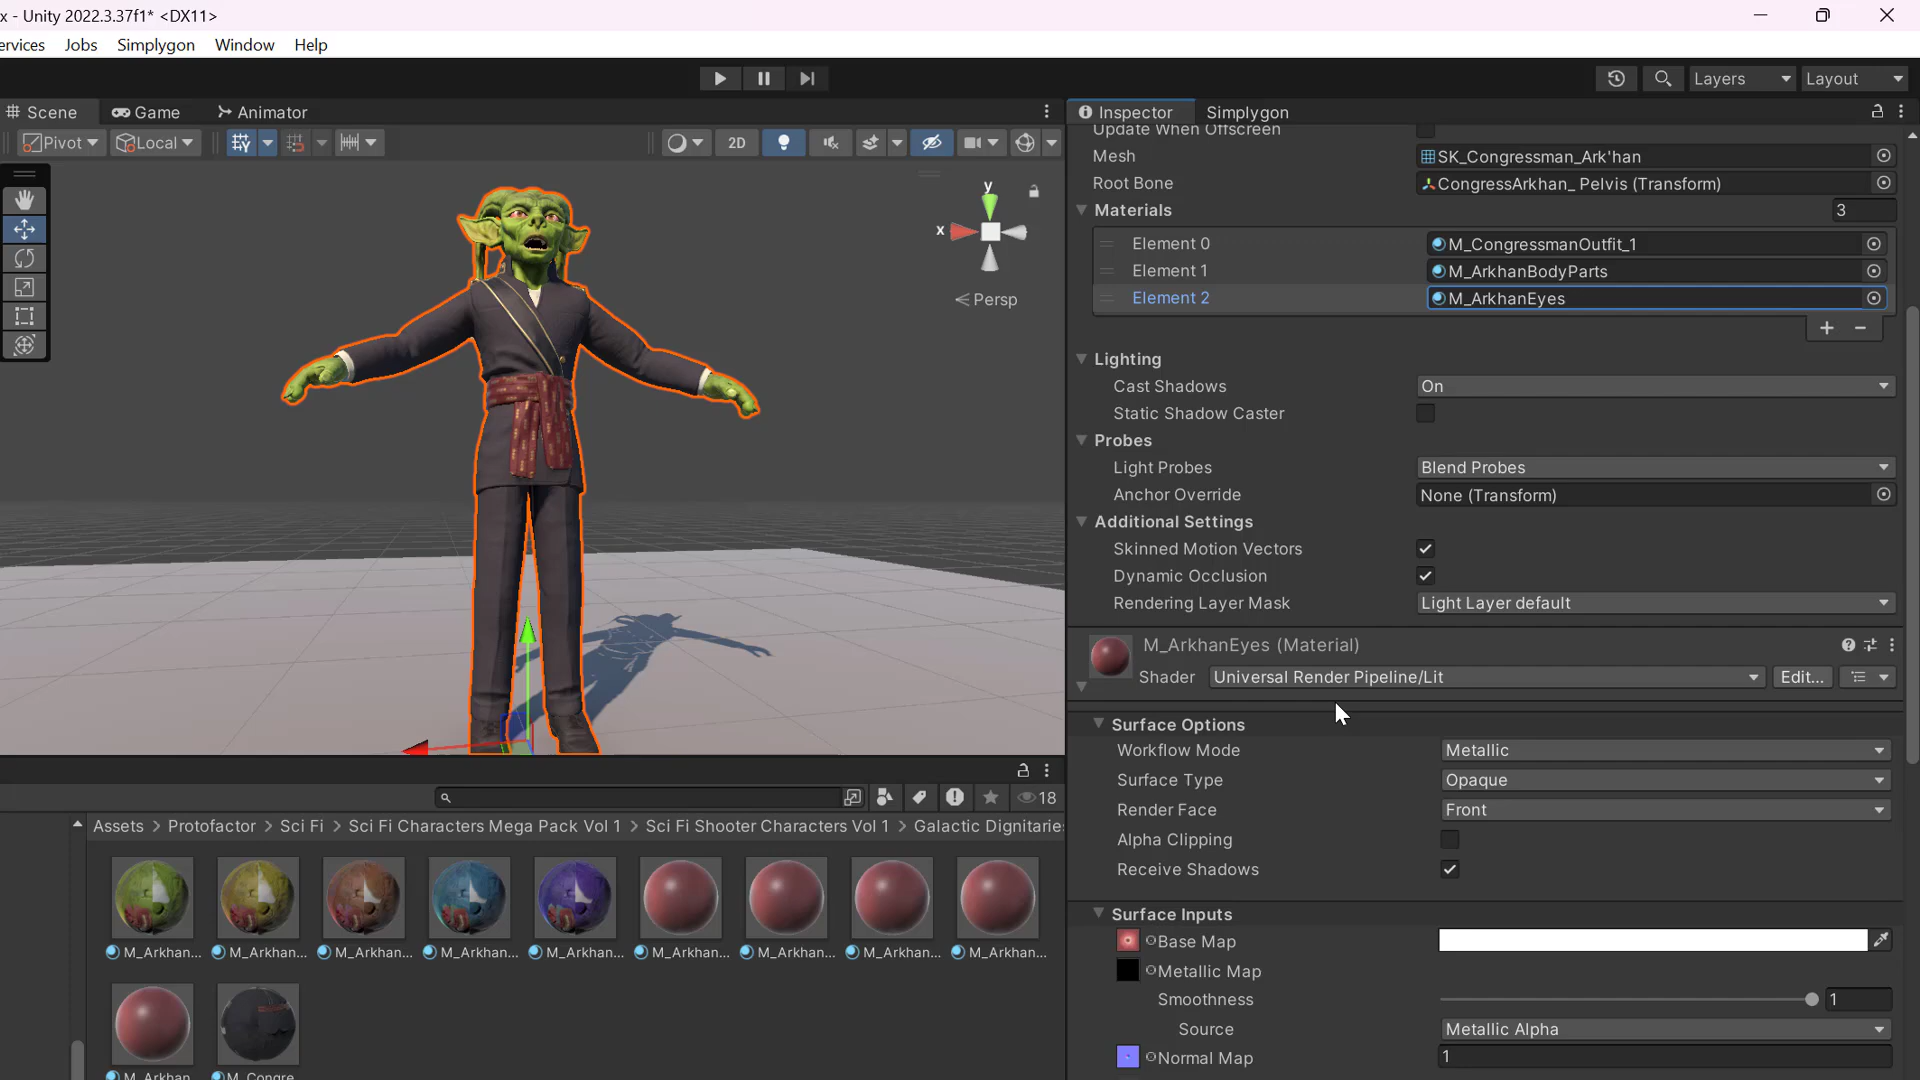 x - Unity 2022.3.37f1* <DX11>
ervices Jobs Simplygon Window Help
Layers Layout
Scene Game Animator
Inspector Simplygon
Pivot Local 2D
y
x
Persp
Update When Offscreen
Mesh SK_Congressman_Ark'han
Root Bone CongressArkhan_ Pelvis (Transform)
Materials 3
Element 0 M_CongressmanOutfit_1
Element 1 M_ArkhanBodyParts
Element 2 M_ArkhanEyes
+ -
Lighting
Cast Shadows On
Static Shadow Caster
Probes
Light Probes Blend Probes
Anchor Override None (Transform)
Additional Settings
Skinned Motion Vectors
Dynamic Occlusion
Rendering Layer Mask Light Layer default
M_ArkhanEyes (Material)
Shader Universal Render Pipeline/Lit Edit...
Surface Options
Workflow Mode Metallic
Surface Type Opaque
Render Face Front
Alpha Clipping
Receive Shadows
Surface Inputs
Base Map
Metallic Map
Smoothness 1
Source Metallic Alpha
Normal Map 1
18
Assets > Protofactor > Sci Fi > Sci Fi Characters Mega Pack Vol 1 > Sci Fi Shooter Characters Vol 1 > Galactic Dignitarie
M_Arkhan... M_Arkhan... M_Arkhan... M_Arkhan... M_Arkhan... M_Arkhan... M_Arkhan... M_Arkhan... M_Arkhan...
M_Arkhan M_Congre